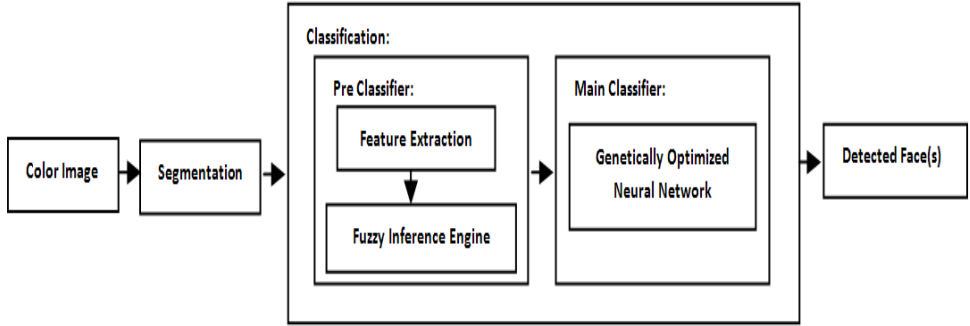 Color Image
Segmentation
Classification:
Pre Classifier:
Feature Extraction
Fuzzy Inference Engine
Main Classifier:
Genetically Optimized
Neural Network
Detected Face(s)